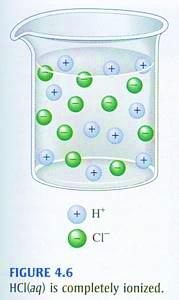 H⁺
Cl⁻
FIGURE 4.6
HCl(aq) is completely ionized.